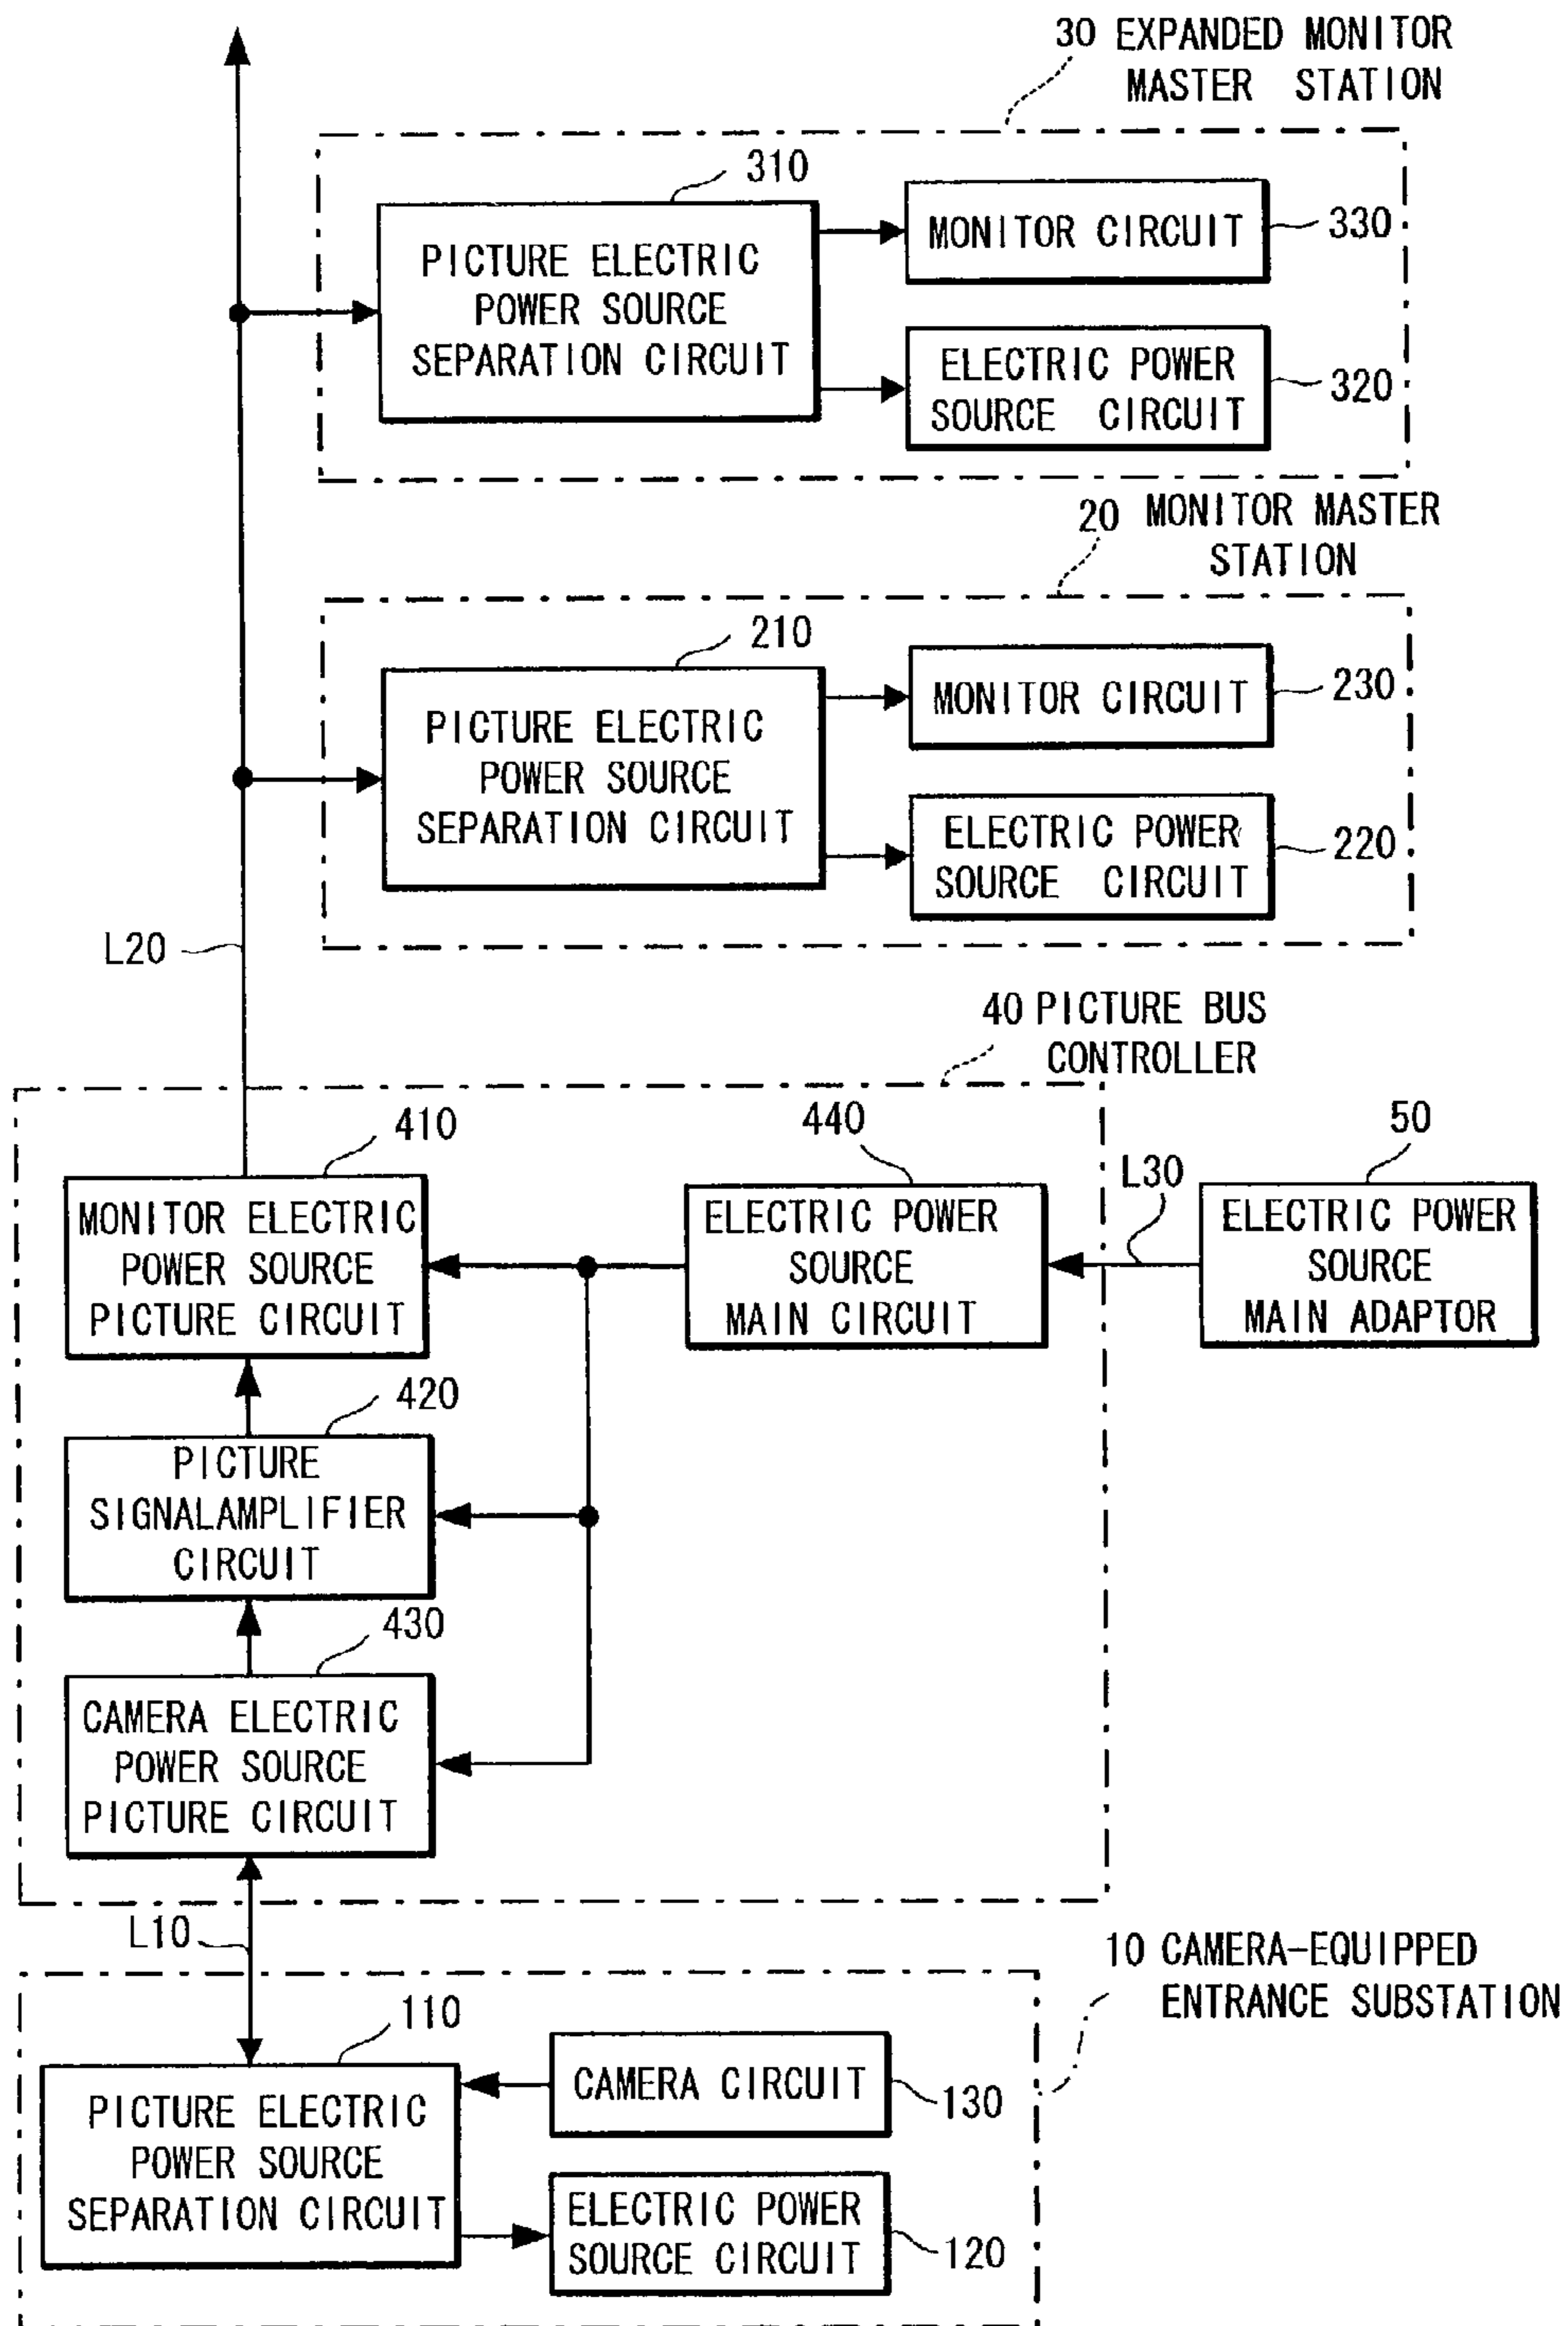 30 EXPANDED MONITOR
MASTER STATION
310
PICTURE ELECTRIC
POWER SOURCE
SEPARATION CIRCUIT
MONITOR CIRCUIT
330
ELECTRIC POWER
SOURCE CIRCUIT
320
20 MONITOR MASTER
STATION
210
PICTURE ELECTRIC
POWER SOURCE
SEPARATION CIRCUIT
MONITOR CIRCUIT
230
ELECTRIC POWER
SOURCE CIRCUIT
220
L20
40 PICTURE BUS
CONTROLLER
410
MONITOR ELECTRIC
POWER SOURCE
PICTURE CIRCUIT
440
ELECTRIC POWER
SOURCE
MAIN CIRCUIT
L30
50
ELECTRIC POWER
SOURCE
MAIN ADAPTOR
420
PICTURE
SIGNALAMPLIFIER
CIRCUIT
430
CAMERA ELECTRIC
POWER SOURCE
PICTURE CIRCUIT
L10
10 CAMERA-EQUIPPED
ENTRANCE SUBSTATION
110
PICTURE ELECTRIC
POWER SOURCE
SEPARATION CIRCUIT
CAMERA CIRCUIT
130
ELECTRIC POWER
SOURCE CIRCUIT
120